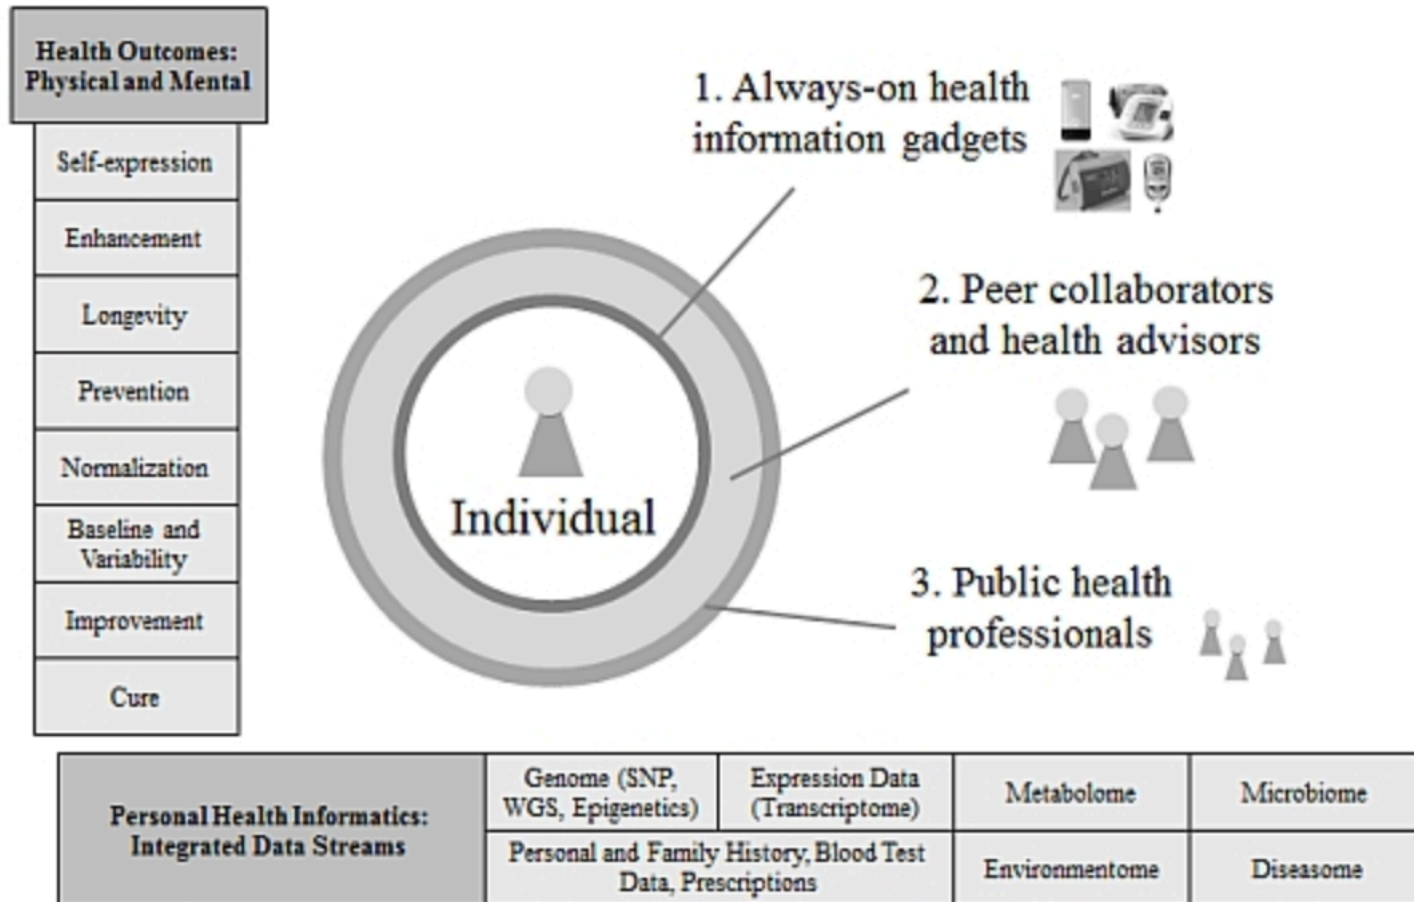 Health Outcomes:
Physical and Mental
Self-expression
Enhancement
Longevity
Prevention
Normalization
Baseline and
Variability
Improvement
Cure
1. Always-on health
information gadgets
2. Peer collaborators
and health advisors
3. Public health
professionals
Individual
Personal Health Informatics:
Integrated Data Streams
Genome (SNP,
WGS, Epigenetics)
Expression Data
(Transcriptome)
Metabolome
Microbiome
Personal and Family History, Blood Test
Data, Prescriptions
Environmentome
Diseasome